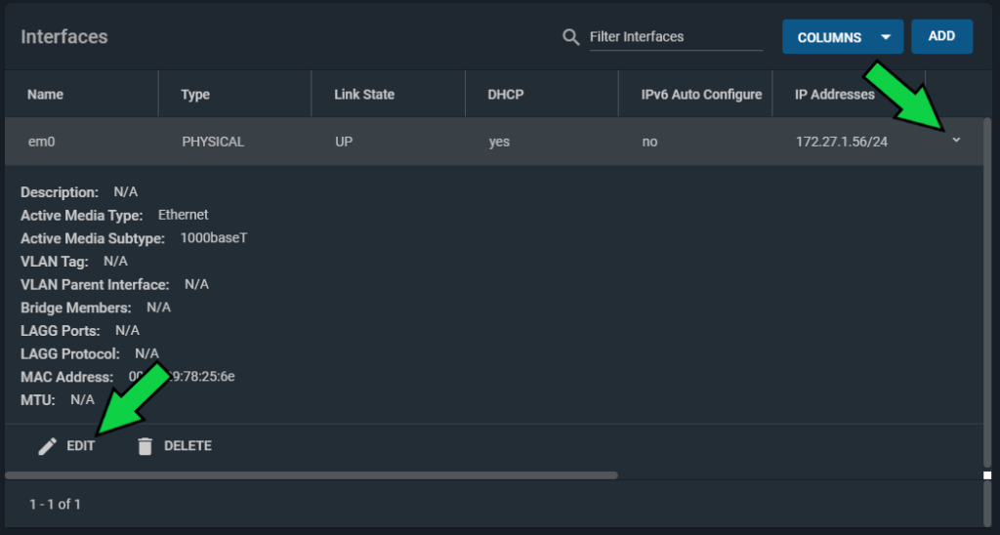 Interfaces Filter Interfaces COLUMNS ADD
Name Type Link State DHCP IPv6 Auto Configure IP Addresses
em0 PHYSICAL UP yes no 172.27.1.56/24
Description: N/A
Active Media Type: Ethernet
Active Media Subtype: 1000baseT
VLAN Tag: N/A
VLAN Parent Interface: N/A
Bridge Members: N/A
LAGG Ports: N/A
LAGG Protocol: N/A
MAC Address: 9:78:25:6e
MTU: N/A
EDIT DELETE
1 - 1 of 1